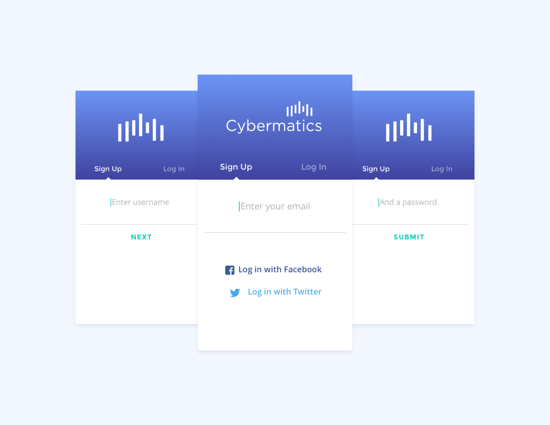 Sign Up Log In
Enter username
NEXT
Cybermatics
Sign Up Log In
Enter your email
Log in with Facebook
Log in with Twitter
Sign Up Log In
And a password
SUBMIT